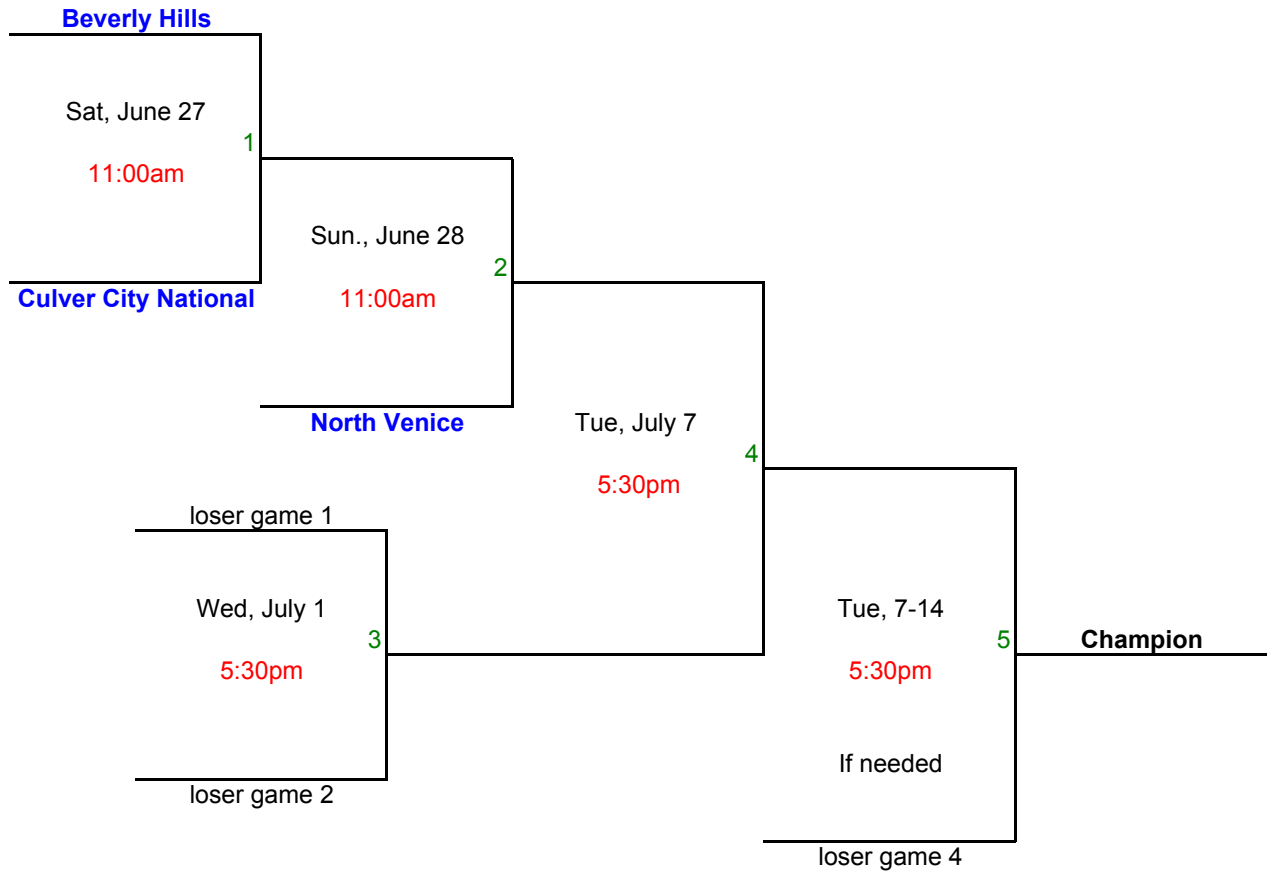 Beverly Hills
Sat, June 27
1
11:00am
Sun., June 28
2
Culver City National
11:00am
North Venice
Tue, July 7
4
5:30pm
loser game 1
Wed, July 1
Tue, 7-14
3
5
Champion
5:30pm
5:30pm
If needed
loser game 2
loser game 4